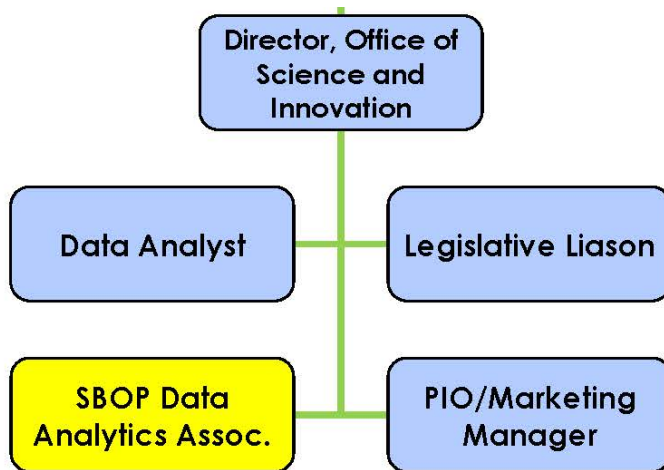 Director, Office of
Science and
Innovation
Data Analyst
Legislative Liason
SBOP Data
Analytics Assoc.
PIO/Marketing
Manager